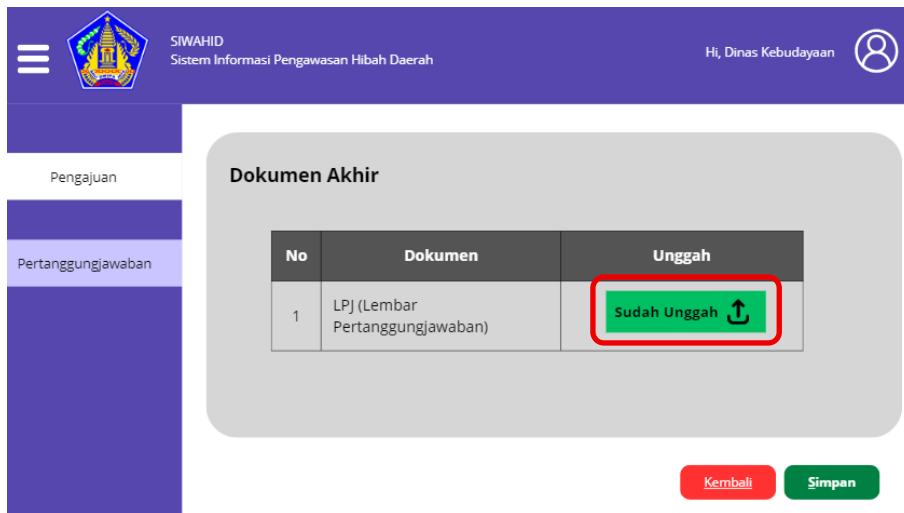 SIWAHID
Sistem Informasi Pengawasan Hibah Daerah
Hi, Dinas Kebudayaan
Pengajuan
Pertanggungjawaban
Dokumen Akhir
No Dokumen Unggah
1 LPJ (Lembar
Pertanggungjawaban)
Sudah Unggah
Kembali
Simpan